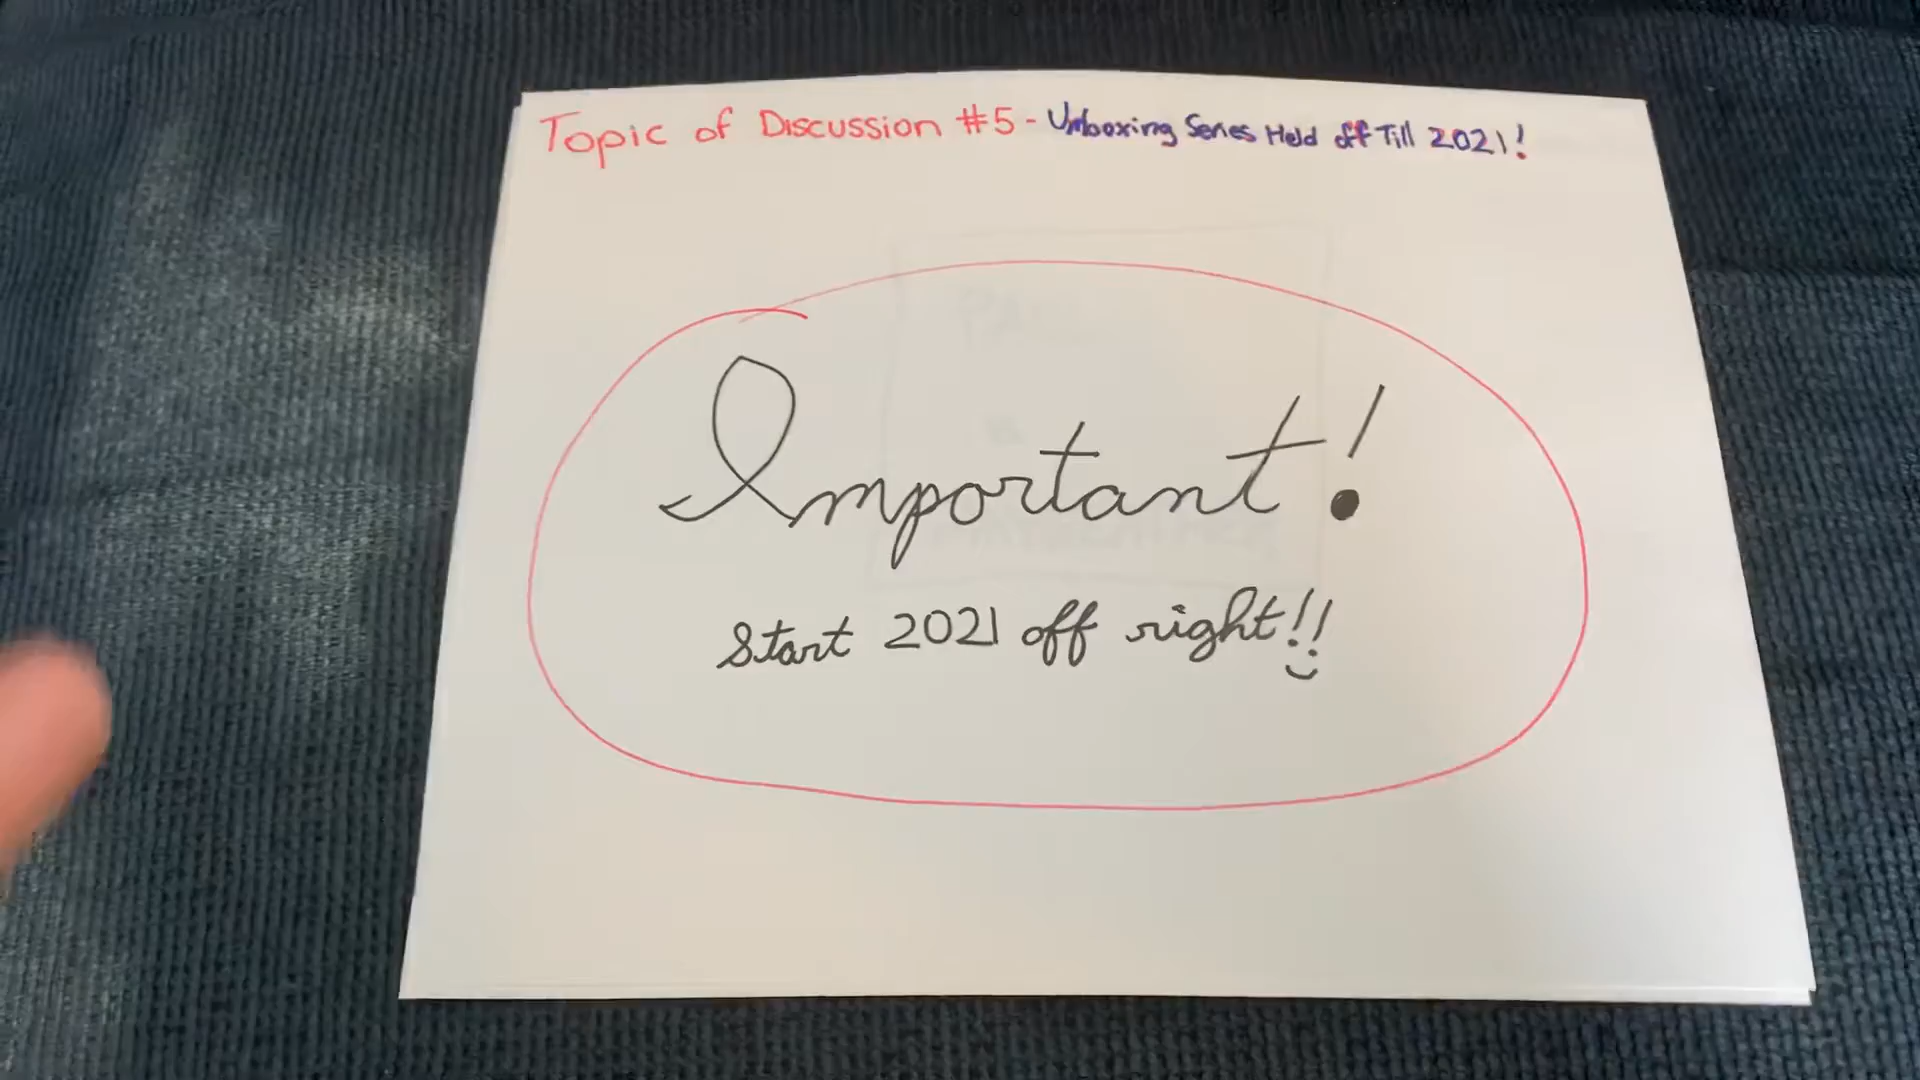 Topic of Discussion #5 - Unboxing Series Held off Till 2021!
Important!
Start 2021 off right!!